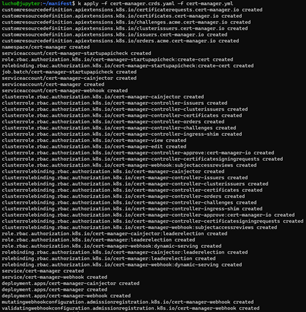 luche@jupyter:~/manifest$ k apply -f cert-manager.crds.yaml -f cert-manager.yml
customresourcedefinition.apiextensions.k8s.io/certificaterequests.cert-manager.io created
customresourcedefinition.apiextensions.k8s.io/certificates.cert-manager.io created
customresourcedefinition.apiextensions.k8s.io/challenges.acme.cert-manager.io created
customresourcedefinition.apiextensions.k8s.io/clusterissuers.cert-manager.io created
customresourcedefinition.apiextensions.k8s.io/issuers.cert-manager.io created
customresourcedefinition.apiextensions.k8s.io/orders.acme.cert-manager.io created
namespace/cert-manager created
serviceaccount/cert-manager-startupapicheck created
role.rbac.authorization.k8s.io/cert-manager-startupapicheck:create-cert created
rolebinding.rbac.authorization.k8s.io/cert-manager-startupapicheck:create-cert created
job.batch/cert-manager-startupapicheck created
serviceaccount/cert-manager-cainjector created
serviceaccount/cert-manager created
serviceaccount/cert-manager-webhook created
clusterrole.rbac.authorization.k8s.io/cert-manager-cainjector created
clusterrole.rbac.authorization.k8s.io/cert-manager-controller-issuers created
clusterrole.rbac.authorization.k8s.io/cert-manager-controller-clusterissuers created
clusterrole.rbac.authorization.k8s.io/cert-manager-controller-certificates created
clusterrole.rbac.authorization.k8s.io/cert-manager-controller-orders created
clusterrole.rbac.authorization.k8s.io/cert-manager-controller-challenges created
clusterrole.rbac.authorization.k8s.io/cert-manager-controller-ingress-shim created
clusterrole.rbac.authorization.k8s.io/cert-manager-view created
clusterrole.rbac.authorization.k8s.io/cert-manager-edit created
clusterrole.rbac.authorization.k8s.io/cert-manager-controller-approve:cert-manager-io created
clusterrole.rbac.authorization.k8s.io/cert-manager-controller-certificatesigningrequests created
clusterrole.rbac.authorization.k8s.io/cert-manager-webhook:subjectaccessreviews created
clusterrolebinding.rbac.authorization.k8s.io/cert-manager-cainjector created
clusterrolebinding.rbac.authorization.k8s.io/cert-manager-controller-issuers created
clusterrolebinding.rbac.authorization.k8s.io/cert-manager-controller-clusterissuers created
clusterrolebinding.rbac.authorization.k8s.io/cert-manager-controller-certificates created
clusterrolebinding.rbac.authorization.k8s.io/cert-manager-controller-orders created
clusterrolebinding.rbac.authorization.k8s.io/cert-manager-controller-challenges created
clusterrolebinding.rbac.authorization.k8s.io/cert-manager-controller-ingress-shim created
clusterrolebinding.rbac.authorization.k8s.io/cert-manager-controller-approve:cert-manager-io created
clusterrolebinding.rbac.authorization.k8s.io/cert-manager-controller-certificatesigningrequests created
clusterrolebinding.rbac.authorization.k8s.io/cert-manager-webhook:subjectaccessreviews created
role.rbac.authorization.k8s.io/cert-manager-cainjector:leaderelection created
role.rbac.authorization.k8s.io/cert-manager:leaderelection created
role.rbac.authorization.k8s.io/cert-manager-webhook:dynamic-serving created
rolebinding.rbac.authorization.k8s.io/cert-manager-cainjector:leaderelection created
rolebinding.rbac.authorization.k8s.io/cert-manager:leaderelection created
rolebinding.rbac.authorization.k8s.io/cert-manager-webhook:dynamic-serving created
service/cert-manager created
service/cert-manager-webhook created
deployment.apps/cert-manager-cainjector created
deployment.apps/cert-manager created
deployment.apps/cert-manager-webhook created
mutatingwebhookconfiguration.admissionregistration.k8s.io/cert-manager-webhook created
validatingwebhookconfiguration.admissionregistration.k8s.io/cert-manager-webhook created